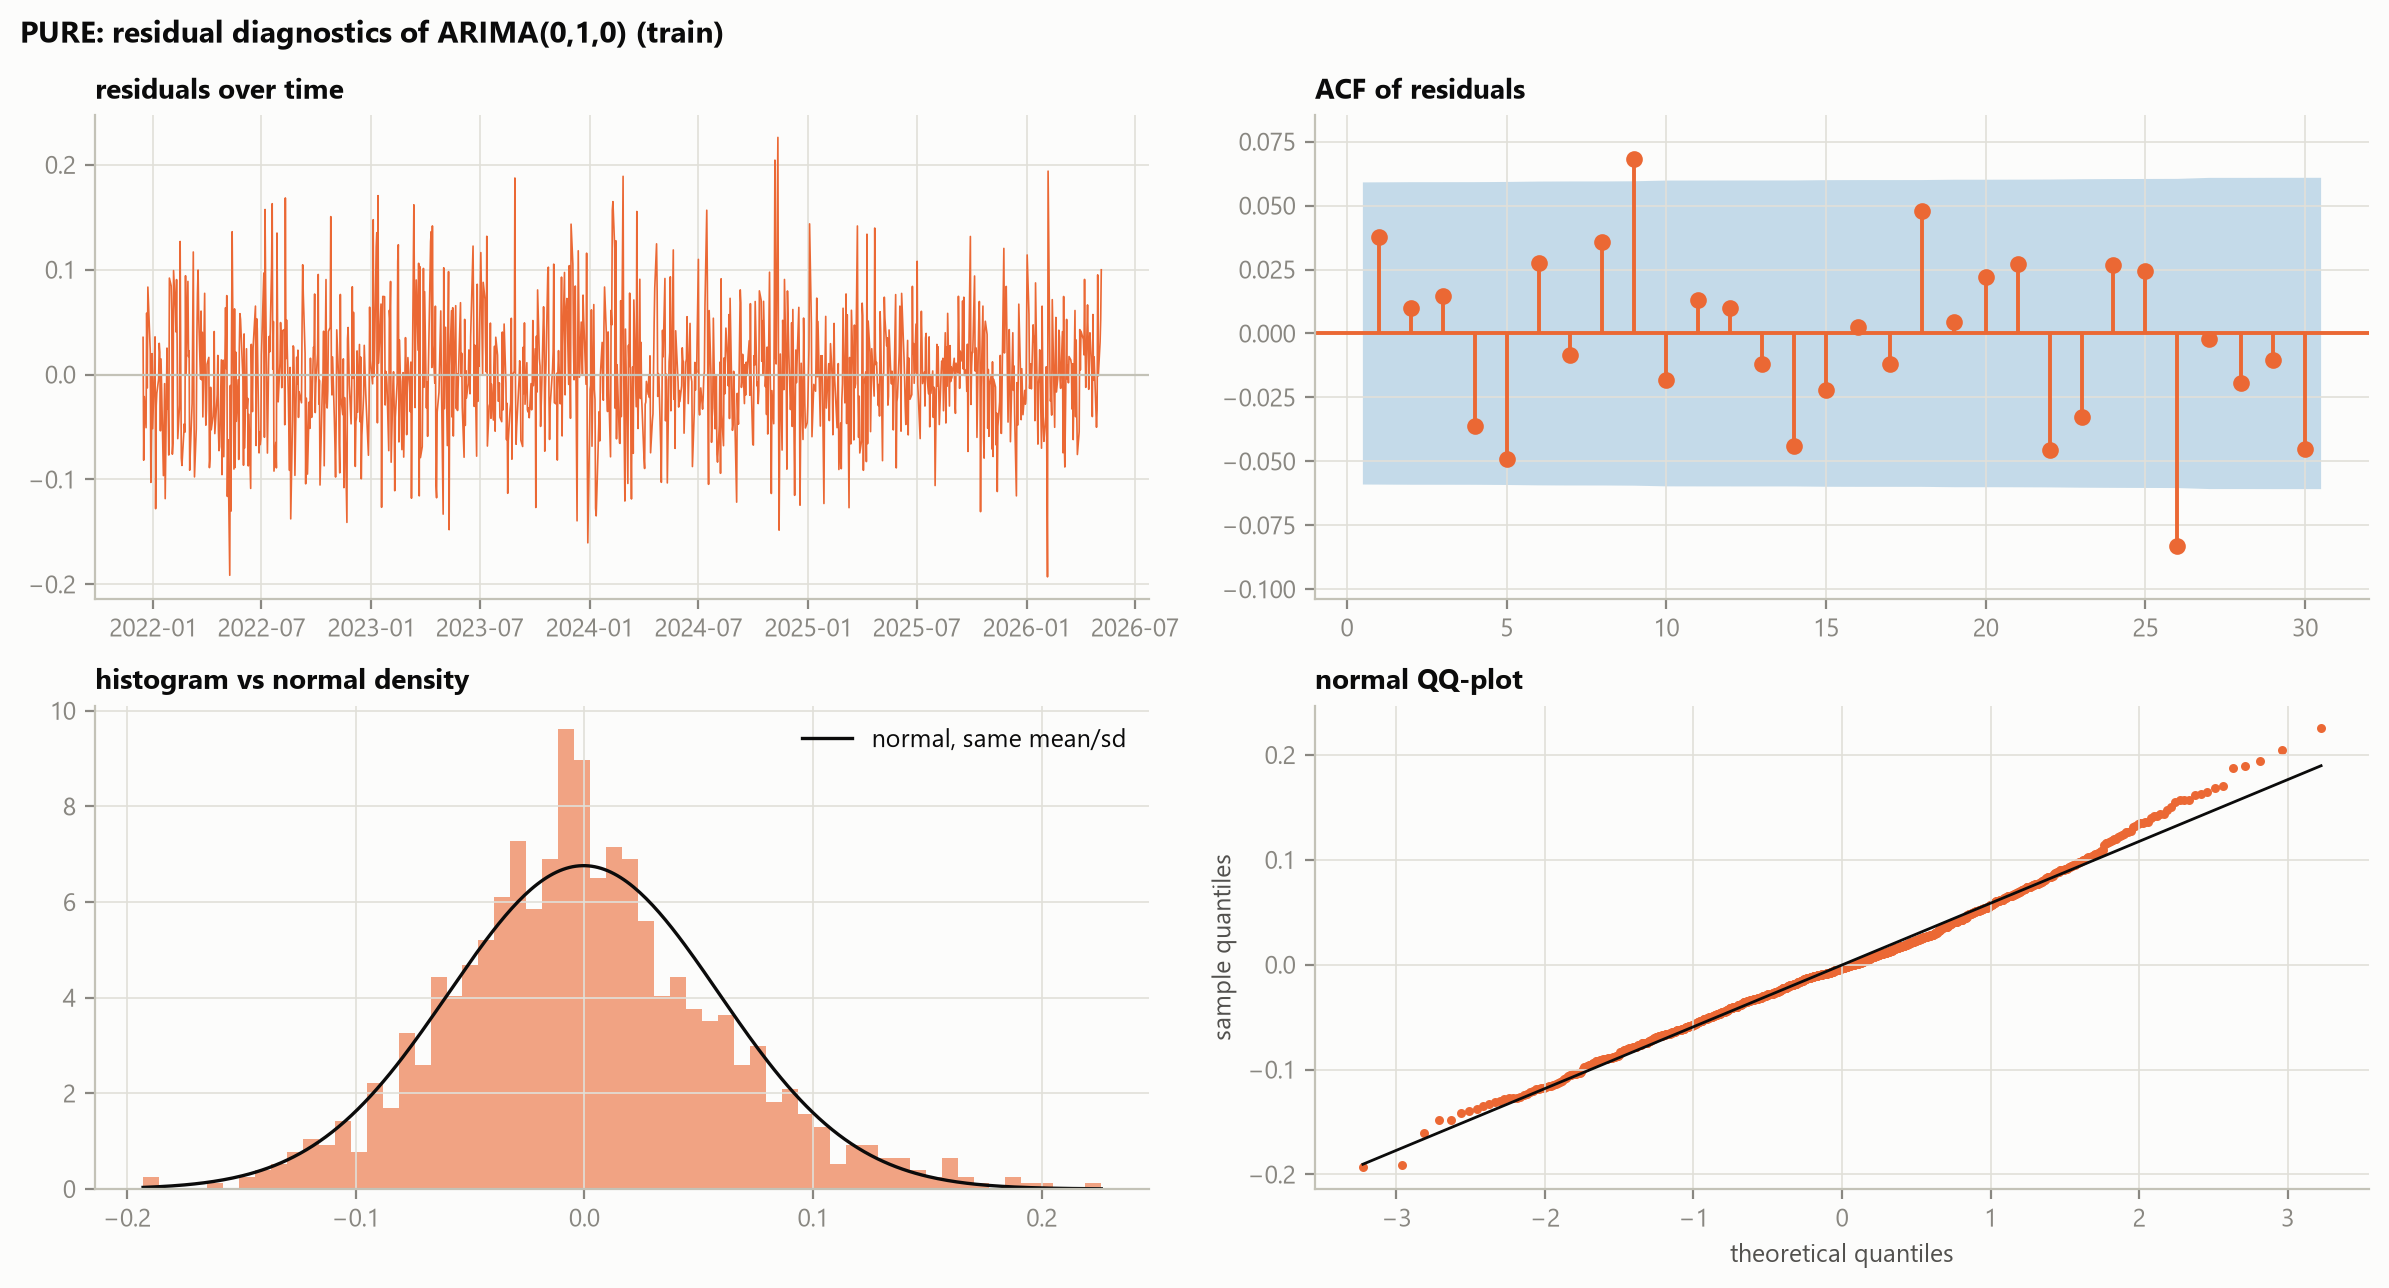 PURE: residual diagnostics of ARIMA(0,1,0) (train)
residuals over time
0.2
0.1
0.0
−0.1
−0.2
2022-01 2022-07 2023-01 2023-07 2024-01 2024-07 2025-01 2025-07 2026-01 2026-07
ACF of residuals
0.075
0.050
0.025
0.000
−0.025
−0.050
−0.075
−0.100
0 5 10 15 20 25 30
histogram vs normal density
normal, same mean/sd
10
8
6
4
2
0
−0.2 −0.1 0.0 0.1 0.2
normal QQ-plot
sample quantiles
0.2
0.1
0.0
−0.1
−0.2
−3 −2 −1 0 1 2 3
theoretical quantiles